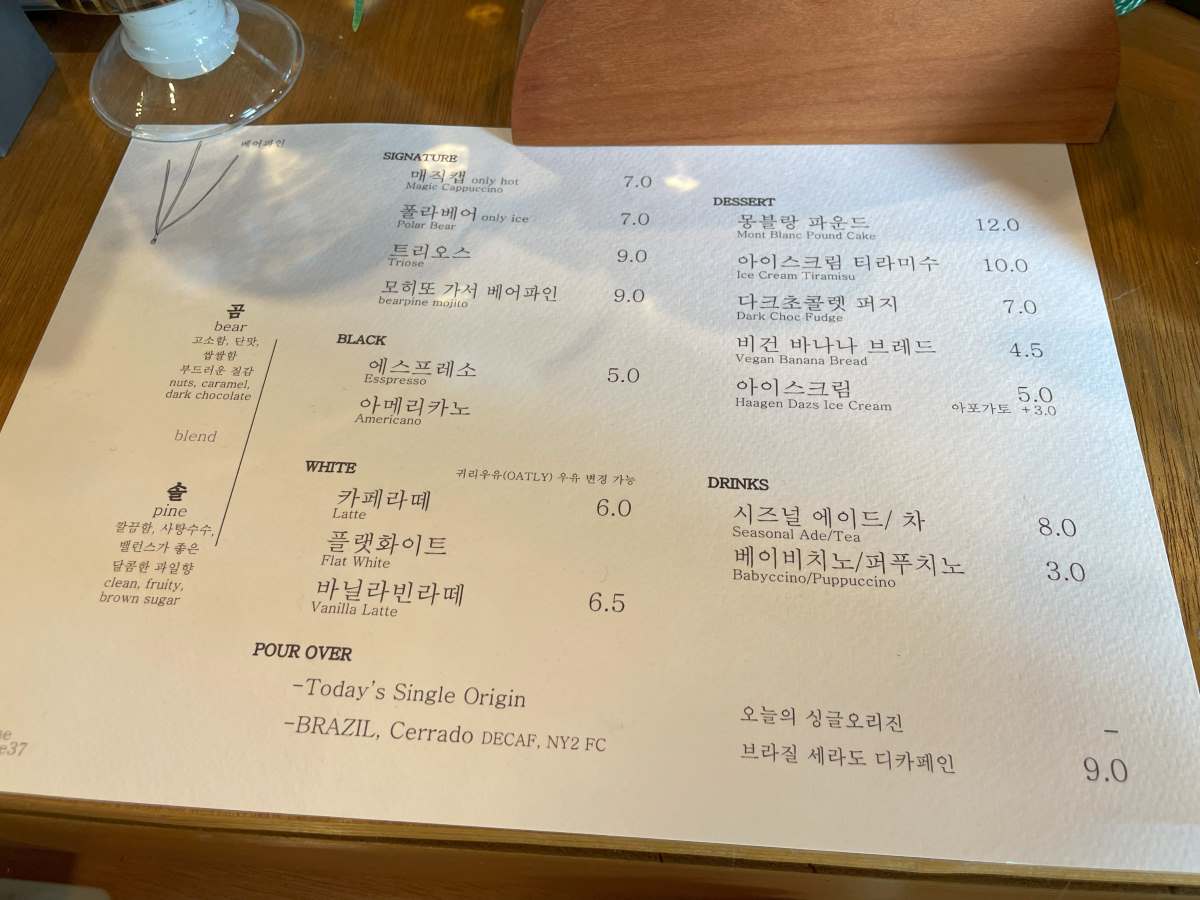 베어파인
곰
bear
고소함, 단맛,
쌉쌀함
부드러운 질감
nuts, caramel,
dark chocolate
blend
솔
pine
깔끔함, 사탕수수,
밸런스가 좋은
달콤한 과일향
clean, fruity,
brown sugar
e37
SIGNATURE
매직캡 only hot 7.0
Magic Cappuccino
폴라베어 only ice 7.0
Polar Bear
트리오스 9.0
Triose
모히또 가서 베어파인 9.0
bearpine mojito
BLACK
에스프레소 5.0
Esspresso
아메리카노
Americano
WHITE 귀리우유(OATLY) 우유 변경 가능
카페라떼 6.0
Latte
플랫화이트
Flat White
바닐라빈라떼 6.5
Vanilla Latte
DESSERT
몽블랑 파운드 12.0
Mont Blanc Pound Cake
아이스크림 티라미수 10.0
Ice Cream Tiramisu
다크초콜렛 퍼지 7.0
Dark Choc Fudge
비건 바나나 브레드 4.5
Vegan Banana Bread
아이스크림 5.0
Haagen Dazs Ice Cream 아포가토 +3.0
DRINKS
시즈널 에이드/ 차 8.0
Seasonal Ade/Tea
베이비치노/퍼푸치노 3.0
Babyccino/Puppuccino
POUR OVER
-Today's Single Origin 오늘의 싱글오리진 -
-BRAZIL, Cerrado DECAF, NY2 FC 브라질 세라도 디카페인 9.0